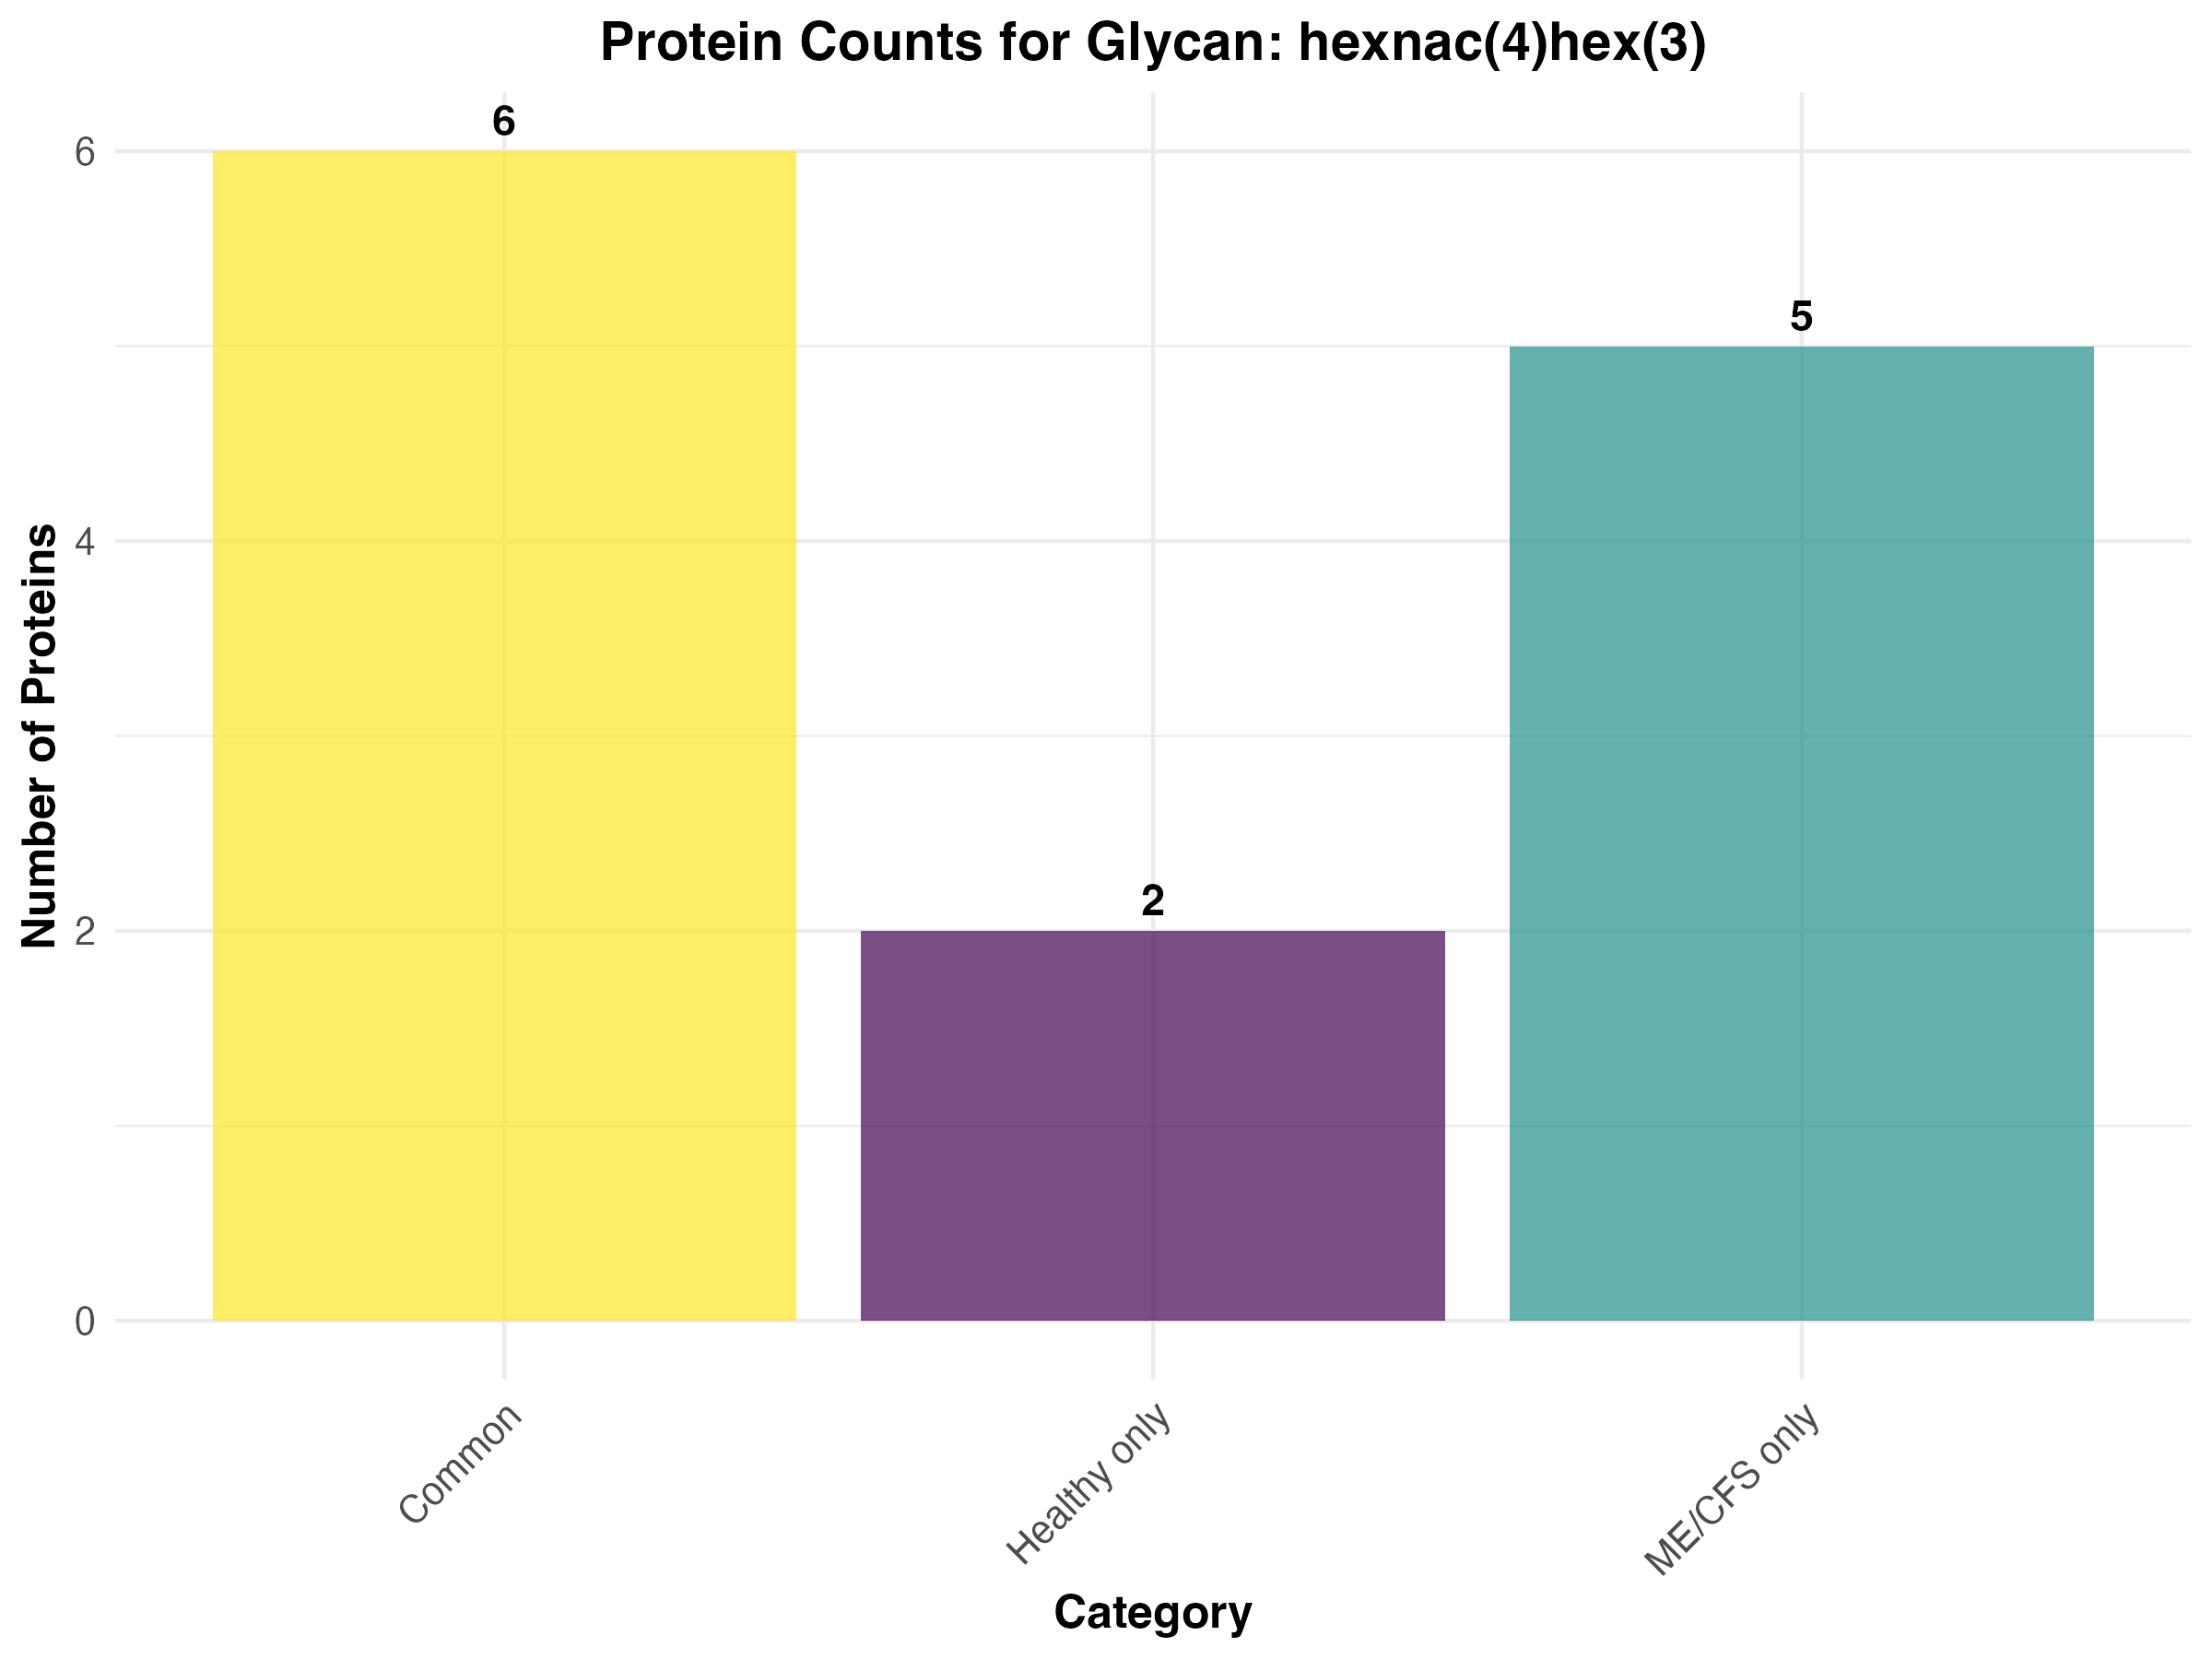 Protein Counts for Glycan: hexnac(4)hex(3)
6
5
2
6
4
2
0
Number of Proteins
Common
Healthy only
ME/CFS only
Category